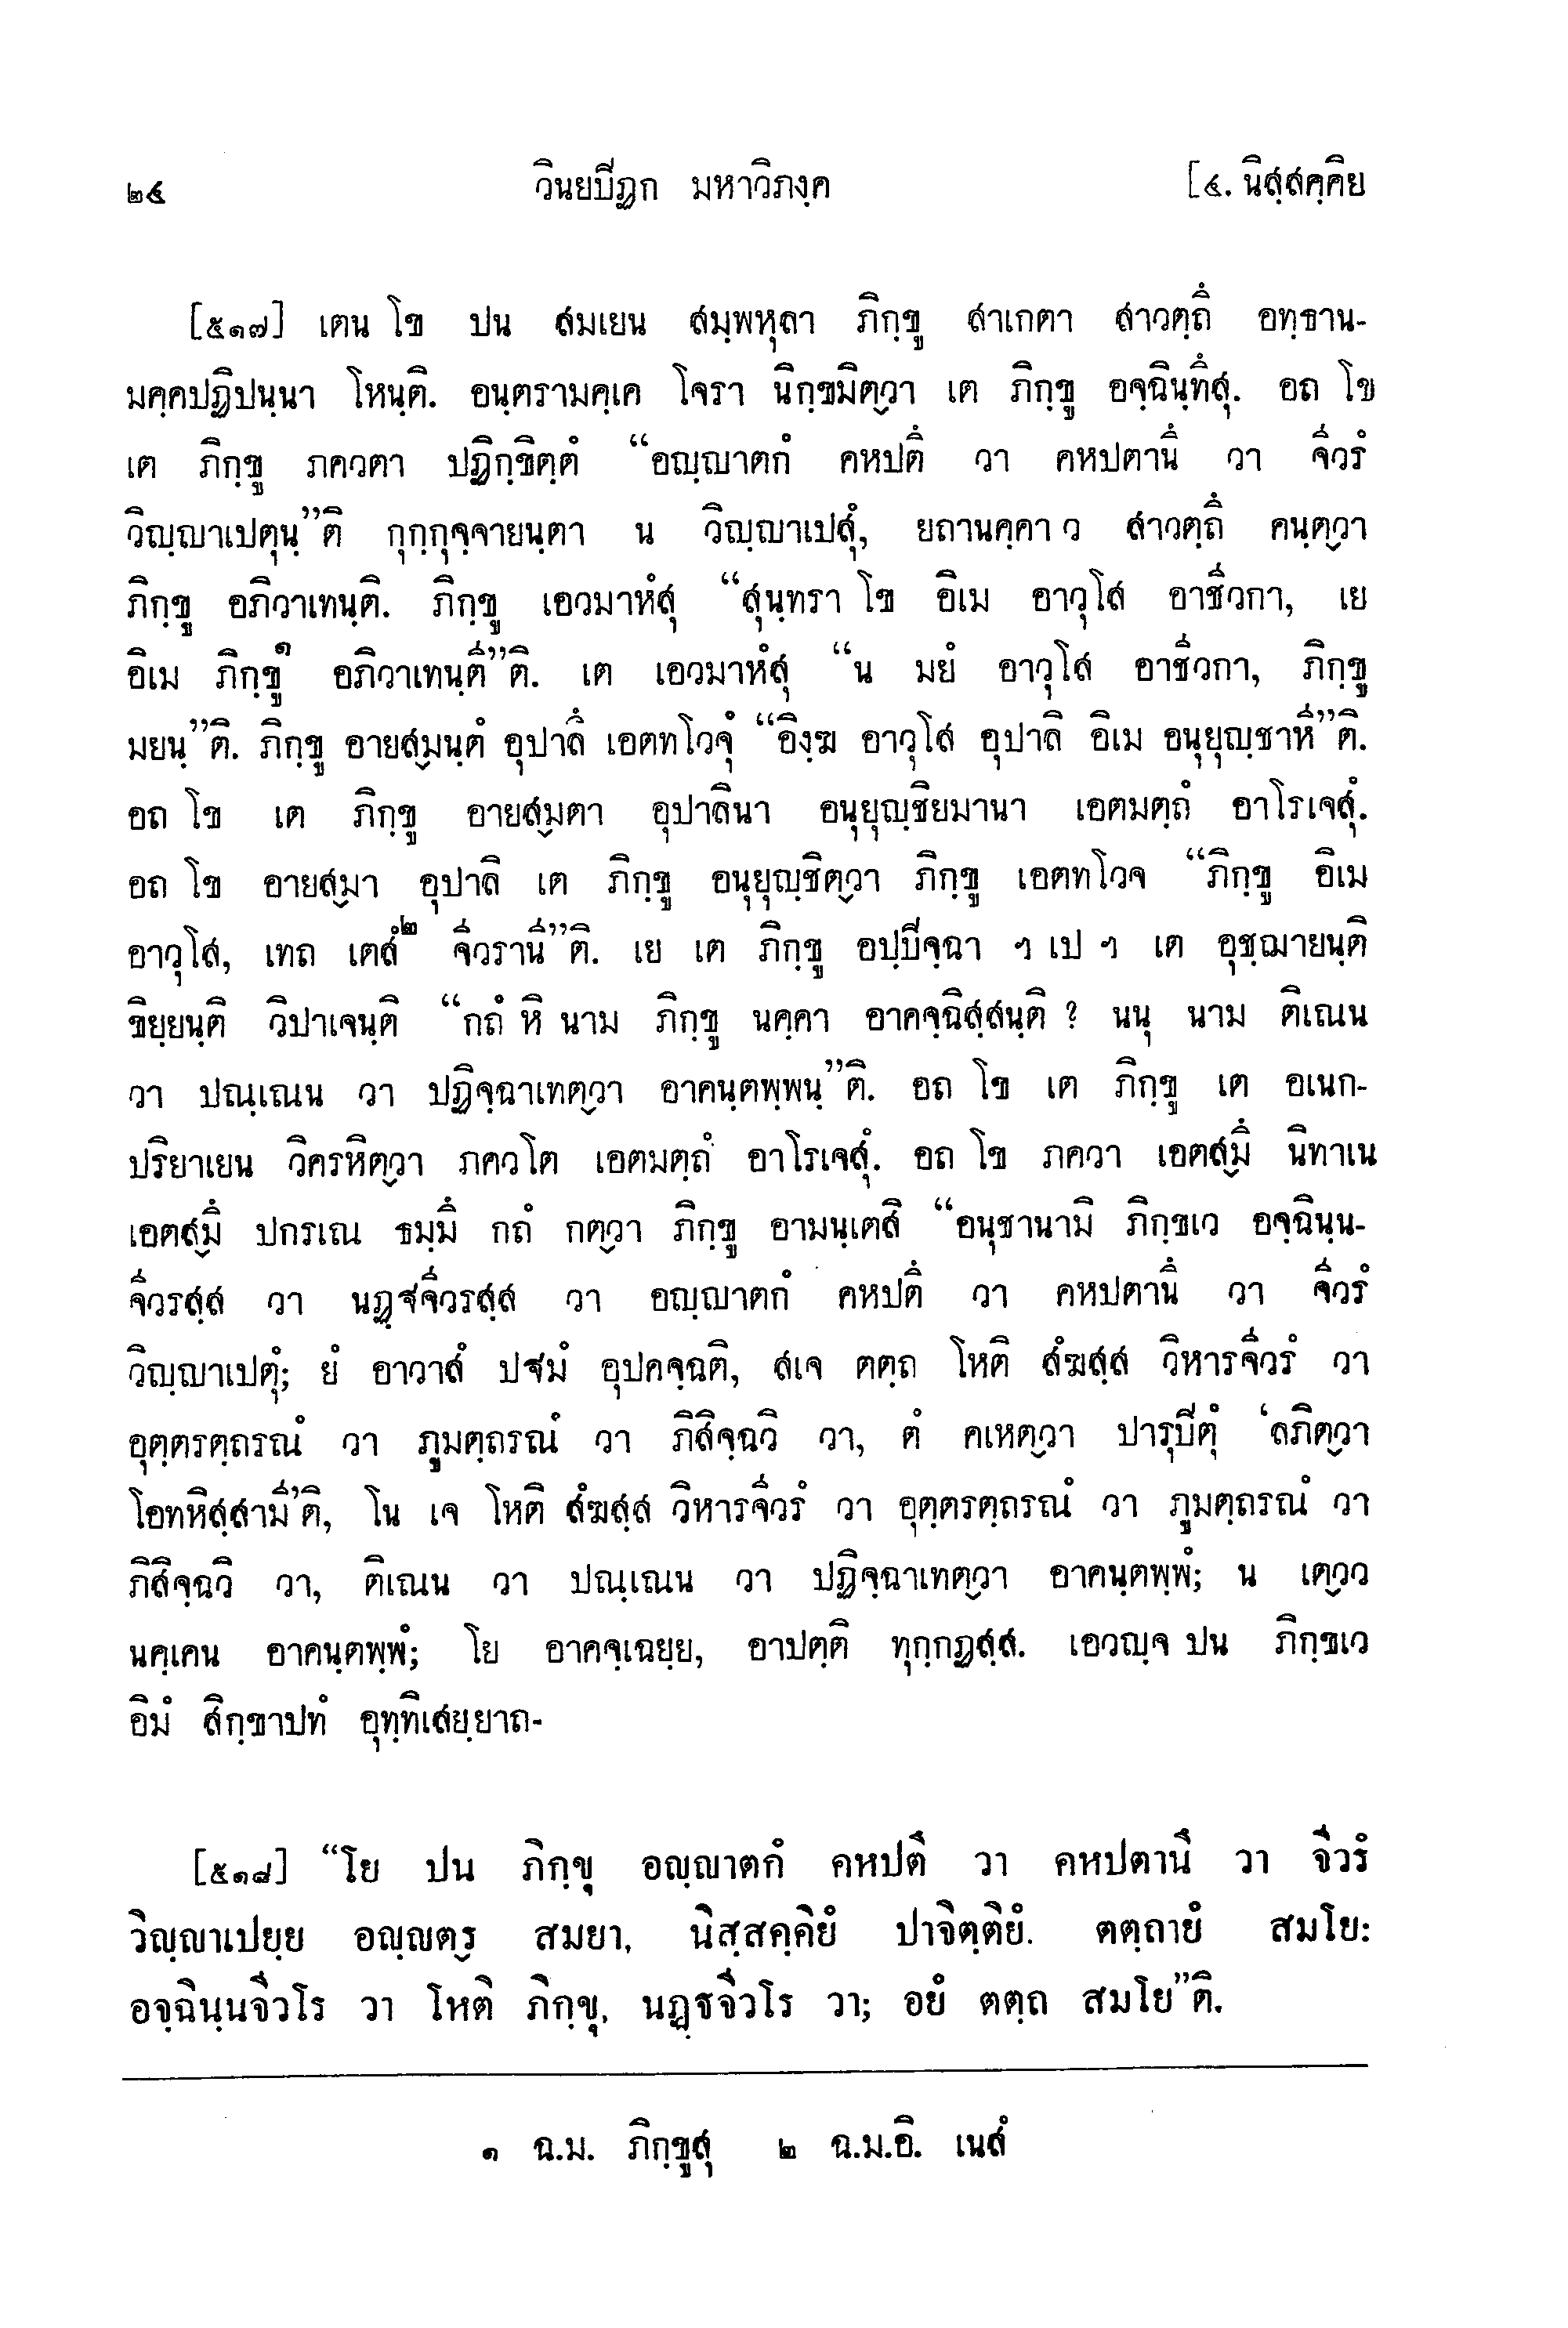 ๒๔ วินยปิฏก มหาวิภงฺค [๔. นิสฺสคฺคิย
[๕๑๗] เตน โข ปน สมเยน สมฺพหุลา ภิกฺขู สาเกตา สาวตฺถึ อทฺธาน-
มคฺคปฏิปนฺนา โหนฺติ. อนฺตรามคฺเค โจรา นิกฺขมิตฺวา เต ภิกฺขู อจฺฉินฺทึสุ. อถ โข
เต ภิกฺขู ภควตา ปฏิกฺขิตฺตํ “อญฺญาตกํ คหปตึ วา คหปตานึ วา จีวรํ
วิญฺญาเปตุนฺ”ติ กุกฺกุจฺจายนฺตา น วิญฺญาเปสุํ, ยถานคฺคา ว สาวตฺถึ คนฺตฺวา
ภิกฺขู อภิวาเทนฺติ. ภิกฺขู เอวมาหํสุ “สุนฺทรา โข อิเม อาวุโส อาชีวกา, เย
อิเม ภิกฺขู๑ อภิวาเทนฺตี”ติ. เต เอวมาหํสุ “น มยํ อาวุโส อาชีวกา, ภิกฺขู
มยนฺ”ติ. ภิกฺขู อายสฺมนฺตํ อุปาลึ เอตทโวจุํ “อิงฺฆ อาวุโส อุปาลิ อิเม อนุยุญฺชาหี”ติ.
อถ โข เต ภิกฺขู อายสฺมตา อุปาลินา อนุยุญฺชิยมานา เอตมตฺถํ อาโรเจสุํ.
อถ โข อายสฺมา อุปาลิ เต ภิกฺขู อนุยุญฺชิตฺวา ภิกฺขู เอตทโวจ “ภิกฺขู อิเม
อาวุโส, เทถ เตสํ๒ จีวรานี”ติ. เย เต ภิกฺขู อปฺปิจฺฉา ฯ เป ฯ เต อุชฺฌายนฺติ
ขิยฺยนฺติ วิปาเจนฺติ “กถํ หิ นาม ภิกฺขู นคฺคา อาคจฺฉิสฺสนฺติ ? นนุ นาม ติเณน
วา ปณฺเณน วา ปฏิจฺฉาเทตฺวา อาคนฺตพฺพนฺ”ติ. อถ โข เต ภิกฺขู เต อเนก-
ปริยาเยน วิครหิตฺวา ภควโต เอตมตฺถํ อาโรเจสุํ. อถ โข ภควา เอตสฺมึ นิทาเน
เอตสฺมึ ปกรเณ ธมฺมึ กถํ กตฺวา ภิกฺขู อามนฺเตสิ “อนุชานามิ ภิกฺขเว อจฺฉินฺน-
จีวรสฺส วา นฏฺฐจีวรสฺส วา อญฺญาตกํ คหปตึ วา คหปตานึ วา จีวรํ
วิญฺญาเปตุํ; ยํ อาวาสํ ปฐมํ อุปคจฺฉติ, สเจ ตตฺถ โหติ สํฆสฺส วิหารจีวรํ วา
อุตฺตรตฺถรณํ วา ภูมตฺถรณํ วา ภิสิจฺฉวิ วา, ตํ คเหตฺวา ปารุปิตุํ ‘ลภิตฺวา
โอทหิสฺสามี’ติ, โน เจ โหติ สํฆสฺส วิหารจีวรํ วา อุตฺตรตฺถรณํ วา ภูมตฺถรณํ วา
ภิสิจฺฉวิ วา, ติเณน วา ปณฺเณน วา ปฏิจฺฉาเทตฺวา อาคนฺตพฺพํ; น เตฺวว
นคฺเคน อาคนฺตพฺพํ; โย อาคจฺเฉยฺย, อาปตฺติ ทุกฺกฏสฺส. เอวญฺจ ปน ภิกฺขเว
อิมํ สิกฺขาปทํ อุทฺทิเสยฺยาถ-
[๕๑๘] “โย ปน ภิกฺขุ อญฺญาตกํ คหปตึ วา คหปตานึ วา จีวรํ
วิญฺญาเปยฺย อญฺญตฺร สมยา, นิสฺสคฺคิยํ ปาจิตฺติยํ. ตตฺถายํ สมโย:
อจฺฉินฺนจีวโร วา โหติ ภิกฺขุ, นฏฺฐจีวโร วา; อยํ ตตฺถ สมโย”ติ.
๑ ฉ.ม. ภิกฺขูสุ ๒ ฉ.ม.อิ. เนสํ